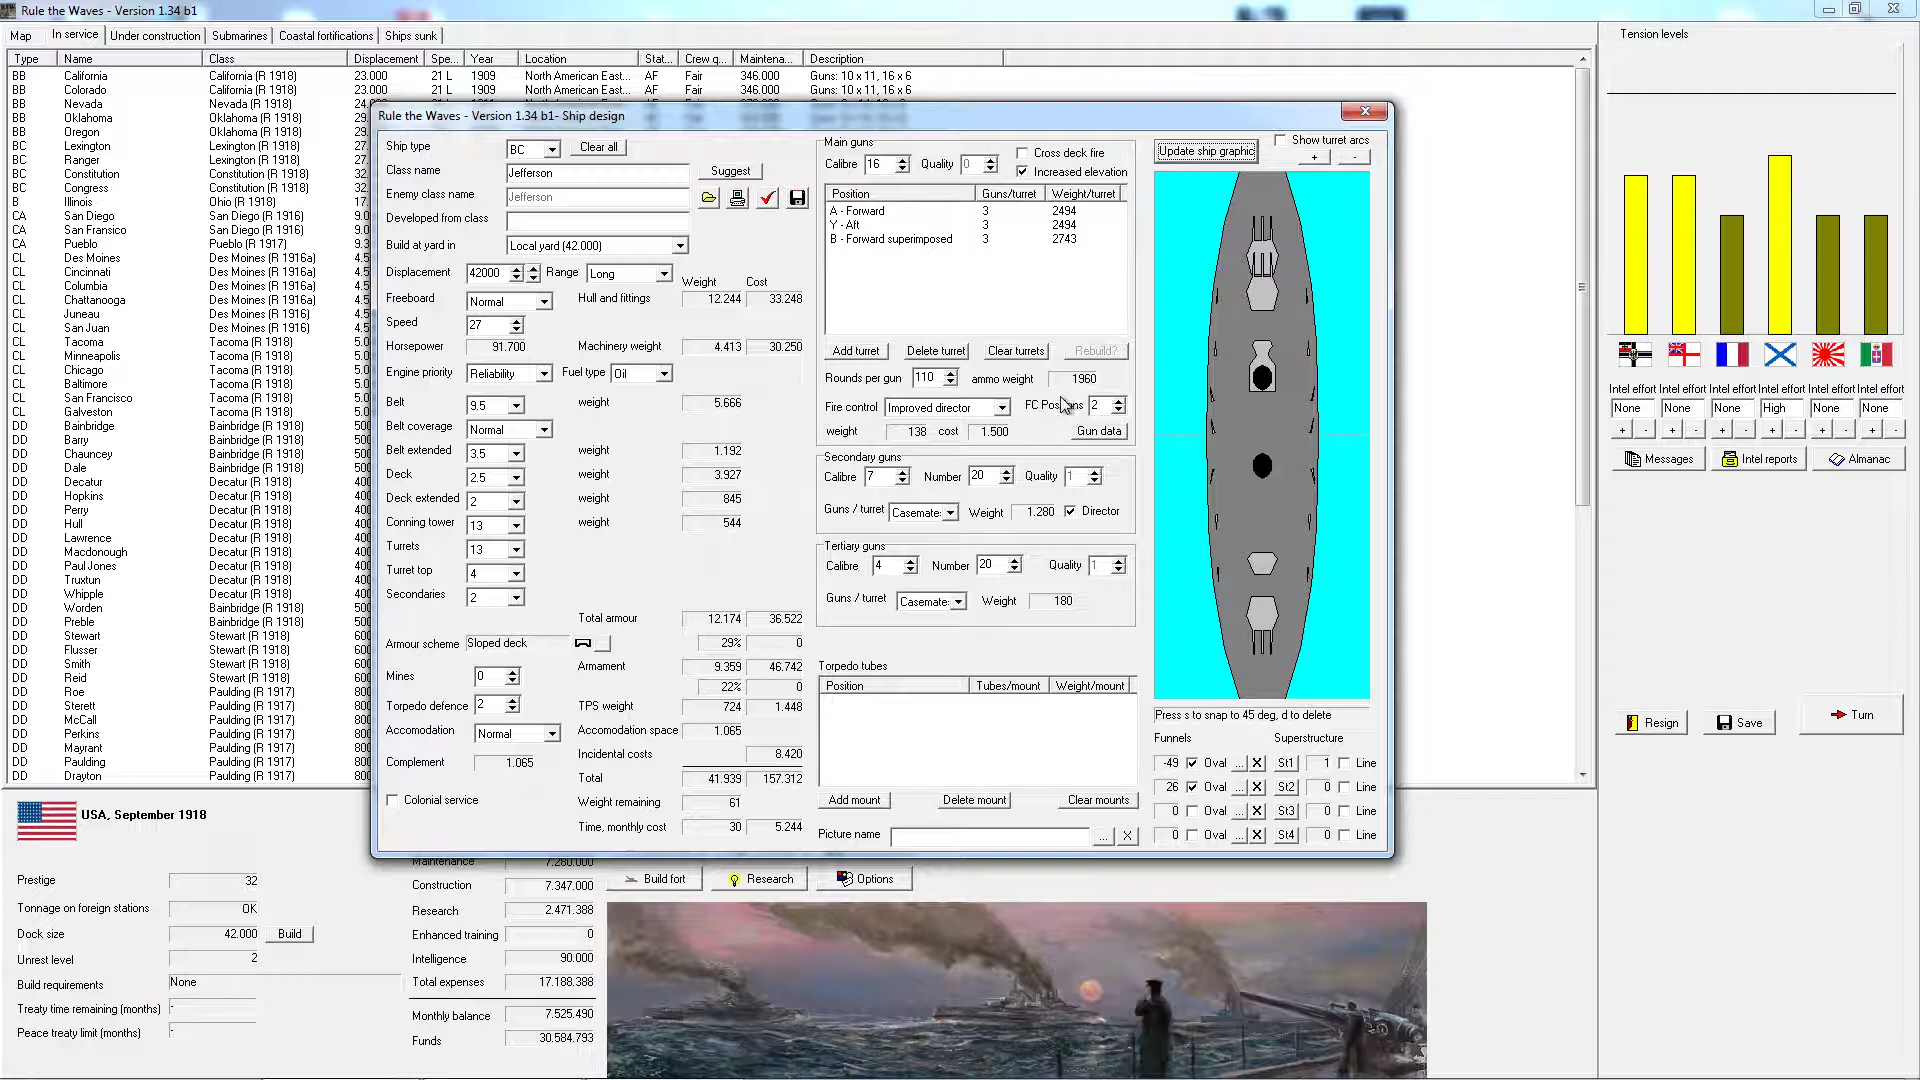 Rule the Waves - Version 1.34 b1
Map In service Under construction Submarines Coastal fortifications Ships sunk
Type Name Class Displacement Spe... Year Location Stat... Crew q... Maintena... Description
BB California California (R 1918) 23.000 21 L 1909 North American East... AF Fair 346.000 Guns: 10 x 11, 16 x 6
BB Colorado California (R 1918) 23.000 21 L 1909 North American East... AF Fair 346.000 Guns: 10 x 11, 16 x 6
BB Nevada Nevada (R 1918)
BB Oklahoma Oklahoma (R 1918)
BB Oregon Oklahoma (R 1918)
BC Lexington Lexington (R 1918)
BC Ranger Lexington (R 1918)
BC Constitution Constitution (R 1918)
BC Congress Constitution (R 1918)
B Illinois Ohio (R 1918)
CA San Diego San Diego (R 1916)
CA San Fransico San Diego (R 1916)
CA Pueblo Pueblo (R 1917)
CL Des Moines Des Moines (R 1916a)
CL Cincinnati Des Moines (R 1916a)
CL Columbia Des Moines (R 1916a)
CL Chattanooga Des Moines (R 1916a)
CL Juneau Des Moines (R 1916)
CL San Juan Des Moines (R 1916)
CL Tacoma Tacoma (R 1918)
CL Minneapolis Tacoma (R 1918)
CL Chicago Tacoma (R 1918)
CL Baltimore Tacoma (R 1918)
CL San Francisco Tacoma (R 1918)
CL Galveston Tacoma (R 1918)
DD Bainbridge Bainbridge (R 1918)
DD Barry Bainbridge (R 1918)
DD Chauncey Bainbridge (R 1918)
DD Dale Bainbridge (R 1918)
DD Decatur Decatur (R 1918)
DD Hopkins Decatur (R 1918)
DD Perry Decatur (R 1918)
DD Hull Decatur (R 1918)
DD Lawrence Decatur (R 1918)
DD Macdonough Decatur (R 1918)
DD Paul Jones Decatur (R 1918)
DD Truxtun Decatur (R 1918)
DD Whipple Decatur (R 1918)
DD Worden Bainbridge (R 1918)
DD Preble Bainbridge (R 1918)
DD Stewart Stewart (R 1918)
DD Flusser Stewart (R 1918)
DD Smith Stewart (R 1918)
DD Reid Stewart (R 1918)
DD Roe Paulding (R 1917)
DD Sterett Paulding (R 1917)
DD McCall Paulding (R 1917)
DD Perkins Paulding (R 1917)
DD Mayrant Paulding (R 1917)
DD Paulding Paulding (R 1917)
DD Drayton Paulding (R 1917)
Rule the Waves - Version 1.34 b1- Ship design
Ship type BC Clear all
Class name Jefferson Suggest
Enemy class name Jefferson
Developed from class
Build at yard in Local yard (42.000)
Displacement 42000 Range Long Weight Cost
Freeboard Normal Hull and fittings 12.244 33.248
Speed 27
Horsepower 91.700 Machinery weight 4.413 30.250
Engine priority Reliability Fuel type Oil
Belt 9.5 weight 5.666
Belt coverage Normal
Belt extended 3.5 weight 1.192
Deck 2.5 weight 3.927
Deck extended 2 weight 845
Conning tower 13 weight 544
Turrets 13
Turret top 4
Secondaries 2
Total armour 12.174 36.522
Armour scheme Sloped deck 29% 0
Armament 9.359 46.742
Mines 0 22% 0
Torpedo defence 2 TPS weight 724 1.448
Accomodation Normal Accomodation space 1.065
Incidental costs 8.420
Complement 1.065
Total 41.939 157.312
Colonial service Weight remaining 61
Time, monthly cost 30 5.244
Main guns
Calibre 16 Quality 0 Cross deck fire
Increased elevation
Position Guns/turret Weight/turret
A - Forward 3 2494
Y - Aft 3 2494
B - Forward superimposed 3 2743
Add turret Delete turret Clear turrets Rebuild?
Rounds per gun 110 ammo weight 1960
Fire control Improved director FC 2
weight 138 cost 1.500 Gun data
Secondary guns
Calibre 7 Number 20 Quality 1
Guns / turret Casemate: Weight 1.280 Director
Tertiary guns
Calibre 4 Number 20 Quality 1
Guns / turret Casemate: Weight 180
Torpedo tubes
Position Tubes/mount Weight/mount
Add mount Delete mount Clear mounts
Picture name ... X
Update ship graphic Show turret arcs
+ -
Press s to snap to 45 deg, d to delete
Funnels Superstructure
-49 Oval ... X St1 1 Line
26 Oval ... X St2 0 Line
0 Oval ... X St3 0 Line
0 Oval ... X St4 0 Line
Tension levels
Intel effort Intel effort Intel effort Intel effort Intel effort Intel effort
None None None High None None
+ - + - + - + - + - + -
Messages Intel reports Almanac
Resign Save Turn
USA, September 1918
Prestige 32
Tonnage on foreign stations OK
Dock size 42.000 Build
Unrest level 2
Build requirements None
Treaty time remaining (months) -
Peace treaty limit (months) -
Maintenance 7.280.000
Construction 7.347.000
Research 2.471.388
Enhanced training 0
Intelligence 90.000
Total expenses 17.188.388
Monthly balance 7.525.490
Funds 30.584.793
Build fort Research Options